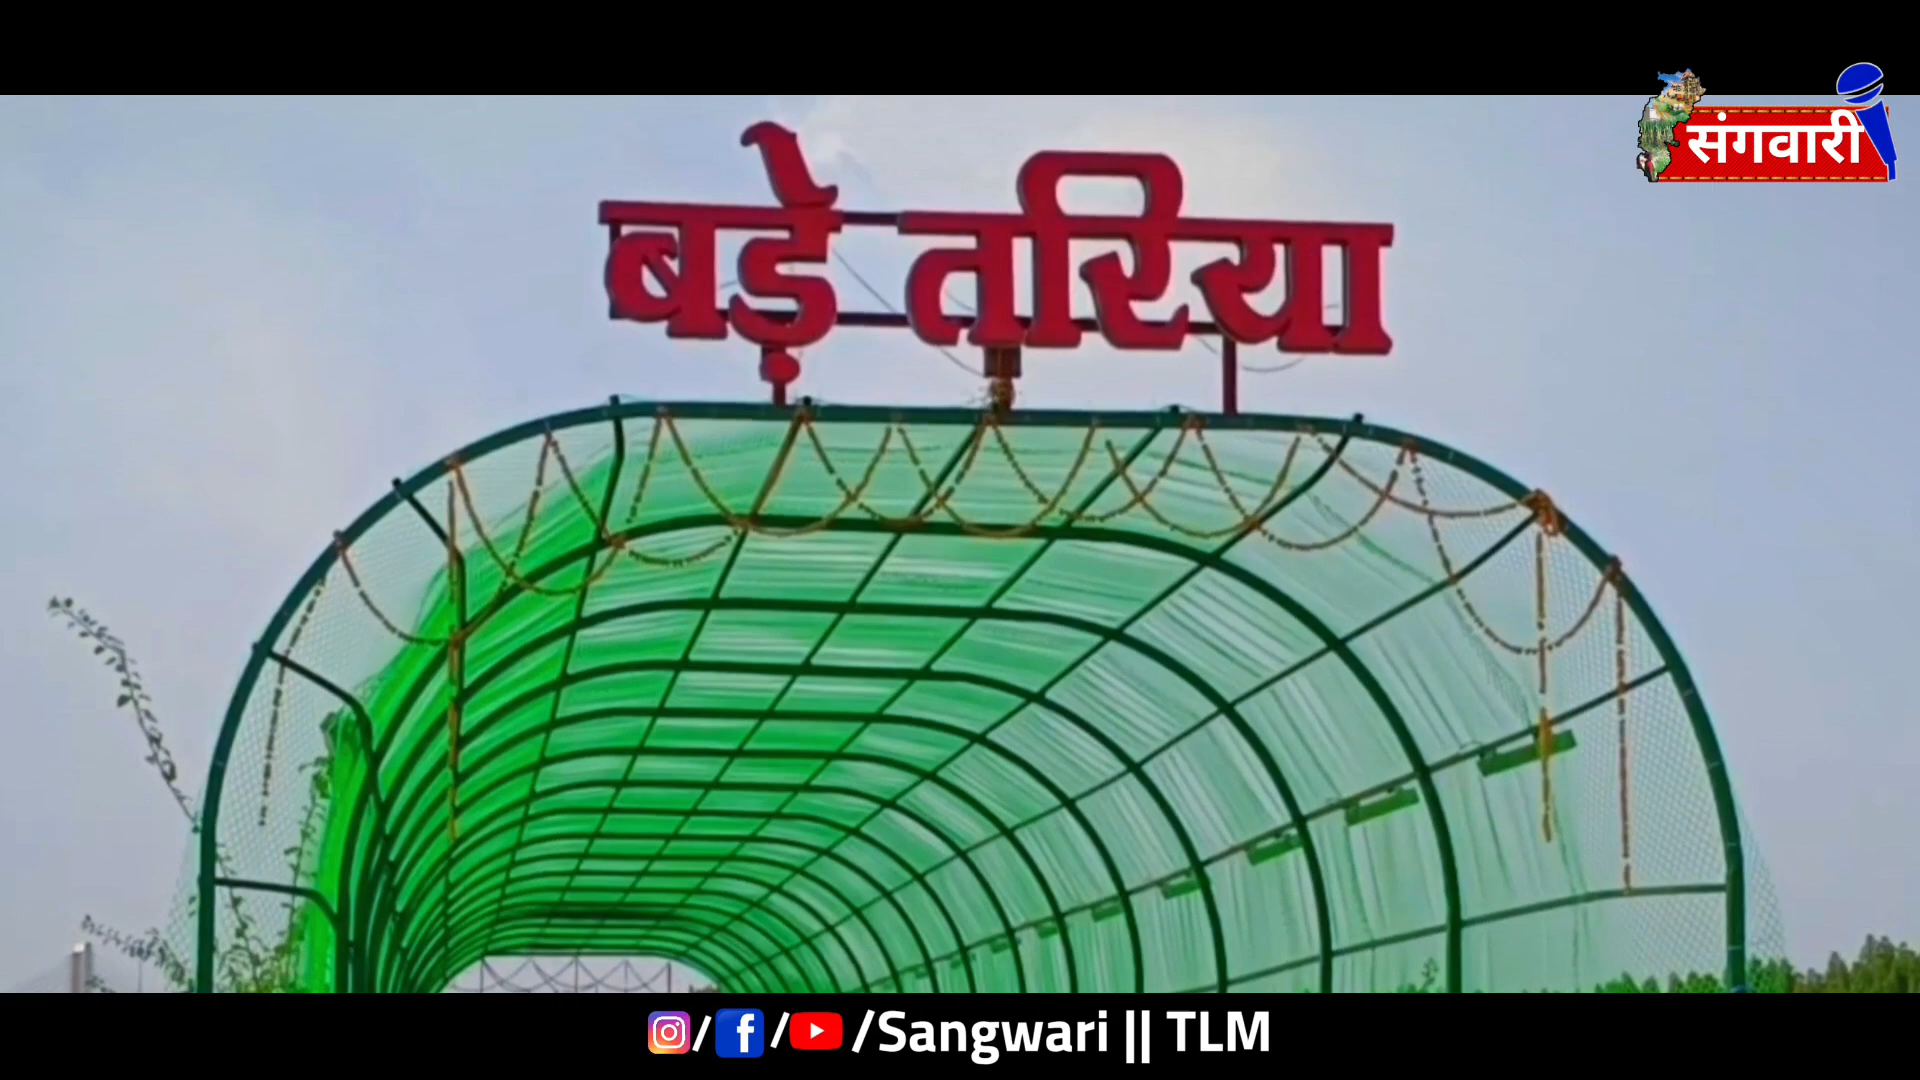 संगवारी
बड़े तरिया
/ / /Sangwari || TLM